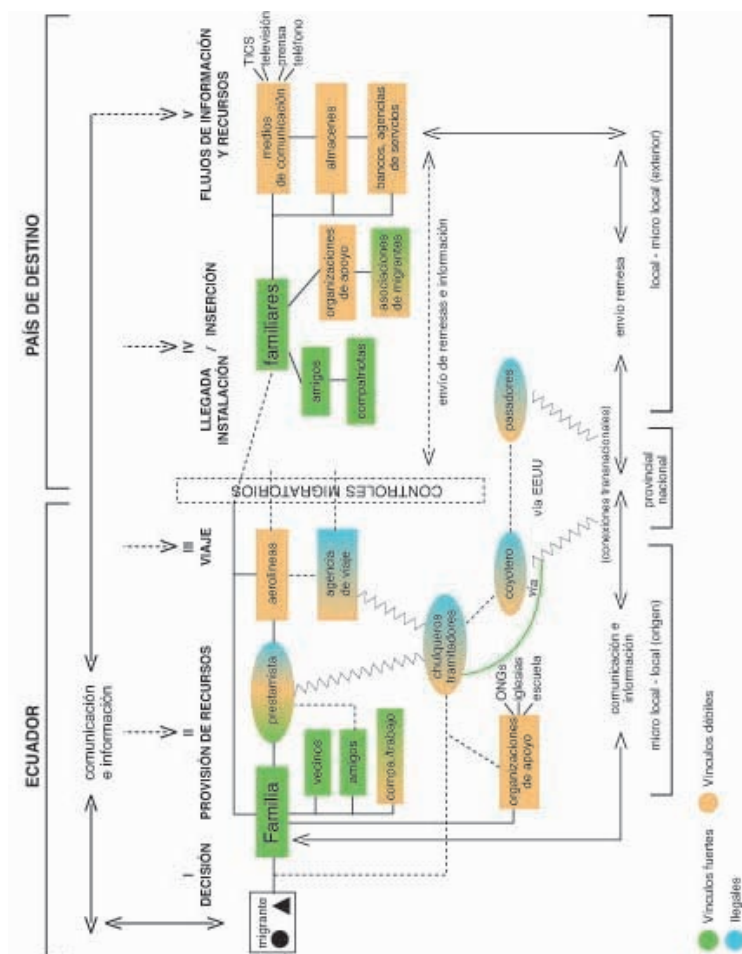 ECUADOR
PAÍS DE DESTINO
comunicación
e información
I
DECISIÓN
II
PROVISIÓN DE RECURSOS
III
VIAJE
IV
LLEGADA / INSERCIÓN
INSTALACIÓN
V
FLUJOS DE INFORMACIÓN
Y RECURSOS
migrante
Familia
vecinos
amigos
compa./trabajo
prestamista
aerolíneas
agencia
de viaje
CONTROLES MIGRATORIOS
familiares
amigos
compatriotas
organizaciones
de apoyo
asociaciones
de migrantes
medios
de comunicación
almacenes
bancos, agencias
de servcios
TICS
televisión
prensa
teléfono
chulqueros
tramitadores
organizaciones
de apoyo
ONGs
iglesias
escuela
coyotero
vía
vía EEUU
pasadores
envío de remesas e información
comunicación e
información
(conexiones transnacionales)
envío remesa
micro local - local (origen)
provincial
nacional
local - micro local (exterior)
Vínculos fuertes
Vínculos débiles
Ilegales